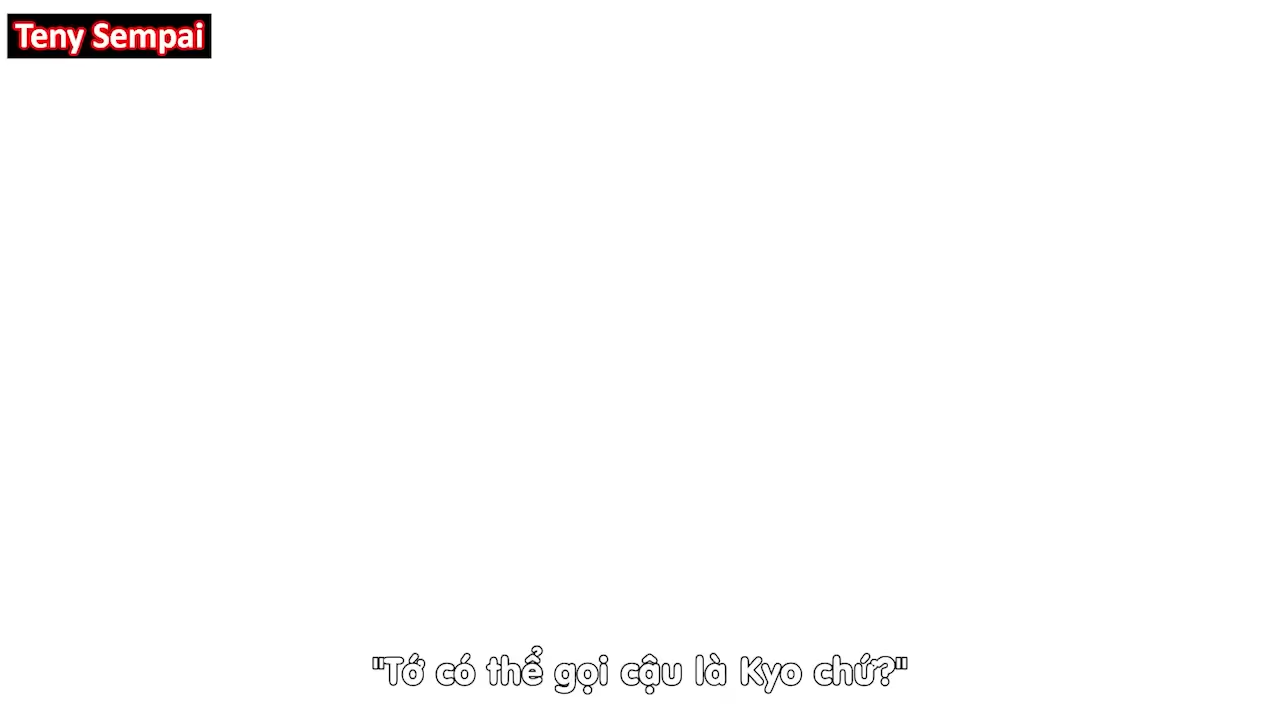 Teny Sempai
"Tớ có thể gọi cậu là Kyo chứ?"